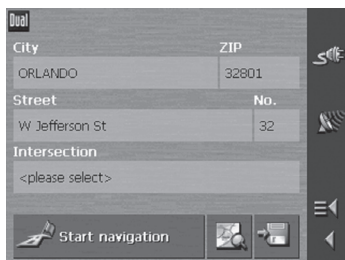 Dual
City ZIP
ORLANDO 32801
Street No.
W Jefferson St 32
Intersection
<please select>
Start navigation